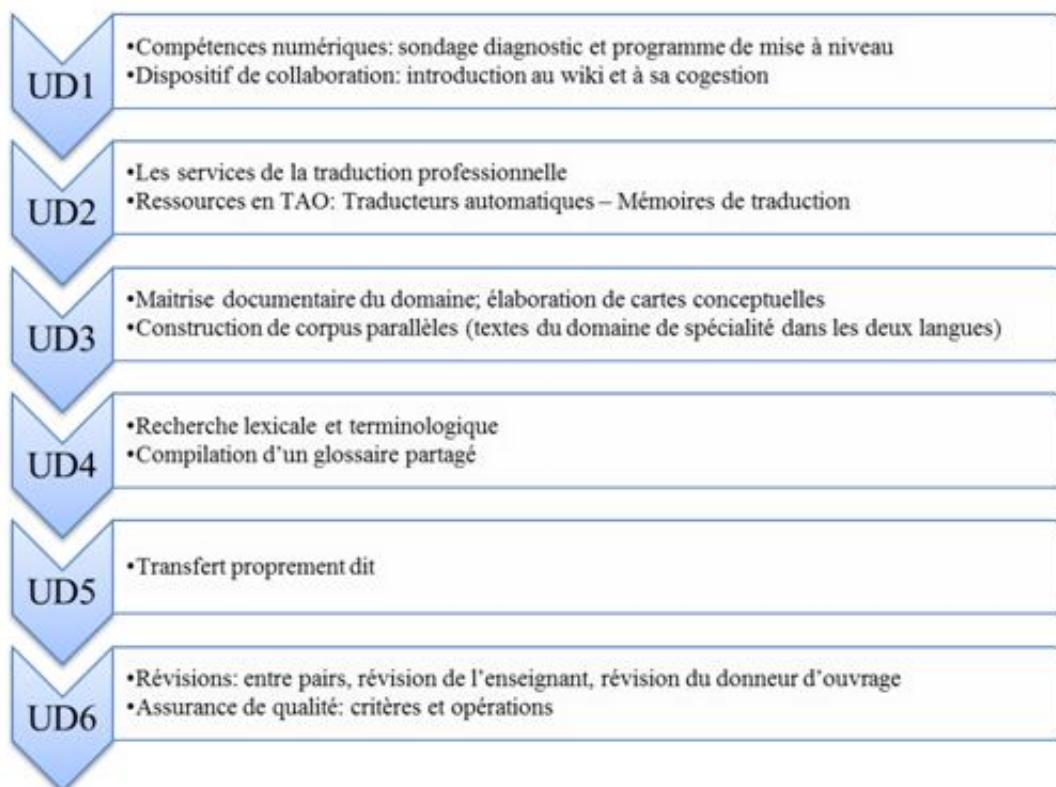 UD1
•Compétences numériques: sondage diagnostic et programme de mise à niveau
•Dispositif de collaboration: introduction au wiki et à sa cogestion
UD2
•Les services de la traduction professionnelle
•Ressources en TAO: Traducteurs automatiques – Mémoires de traduction
UD3
•Maitrise documentaire du domaine; élaboration de cartes conceptuelles
•Construction de corpus parallèles (textes du domaine de spécialité dans les deux langues)
UD4
•Recherche lexicale et terminologique
•Compilation d’un glossaire partagé
UD5
•Transfert proprement dit
UD6
•Révisions: entre pairs, révision de l’enseignant, révision du donneur d’ouvrage
•Assurance de qualité: critères et opérations